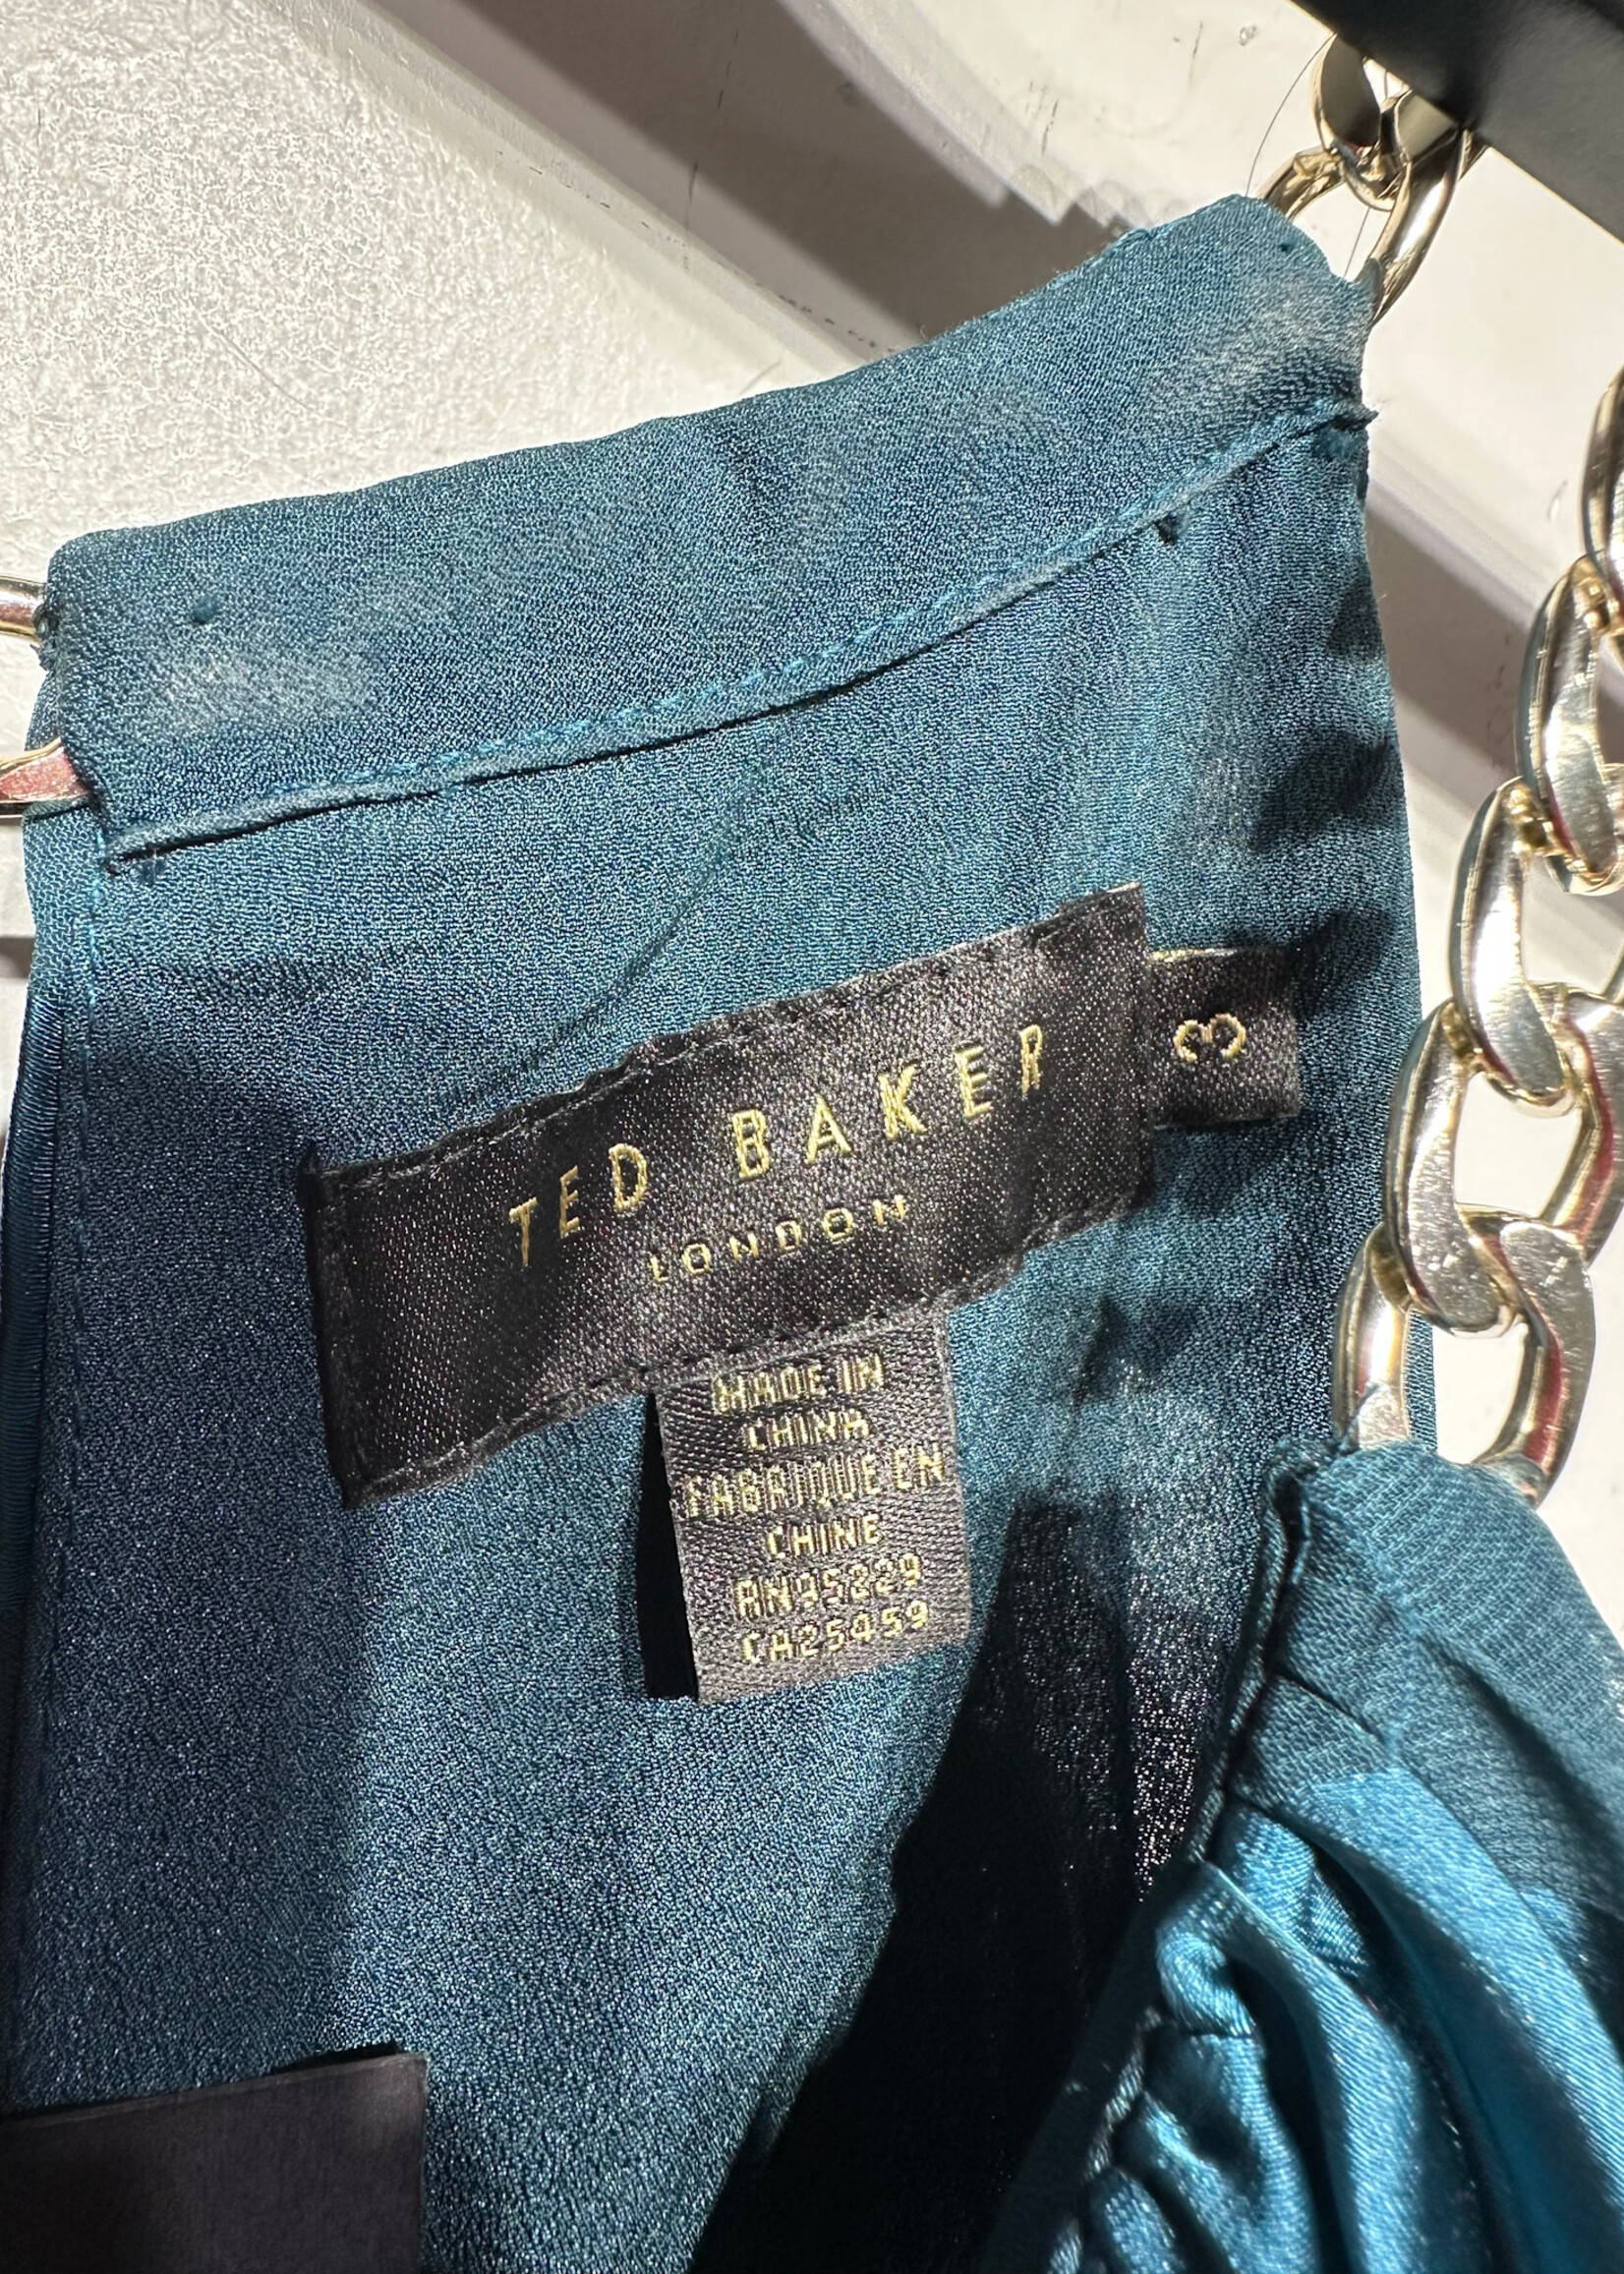 TED BAKER
LONDON
3
MADE IN
CHINA
FABRIQUE EN
CHINE
RN95229
CA25459